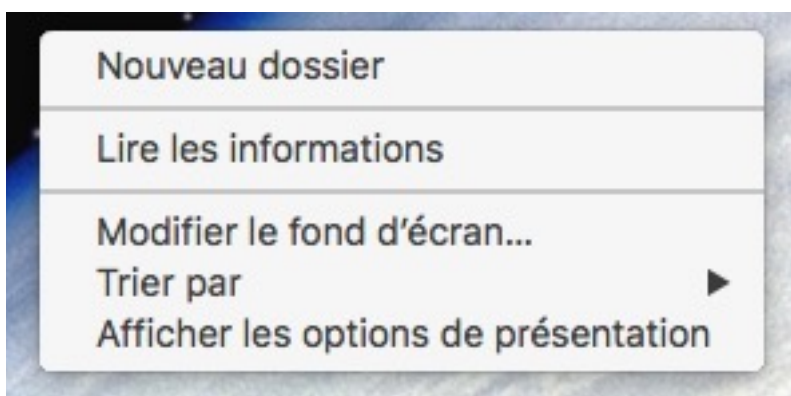 Nouveau dossier
Lire les informations
Modifier le fond d’écran...
Trier par
Afficher les options de présentation